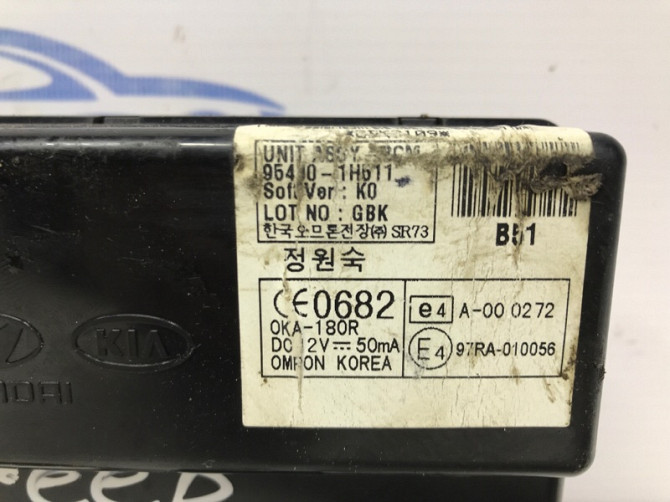 UNIT ASSY
Soft Ver : K0
LOT NO : GBK
한국오므론전장(주) SR73
B51
정원숙
CE0682
e4 A-00 0272
OKA-180R
DC 12V 50mA
OMRON KOREA
E4 97RA-010056
KIA